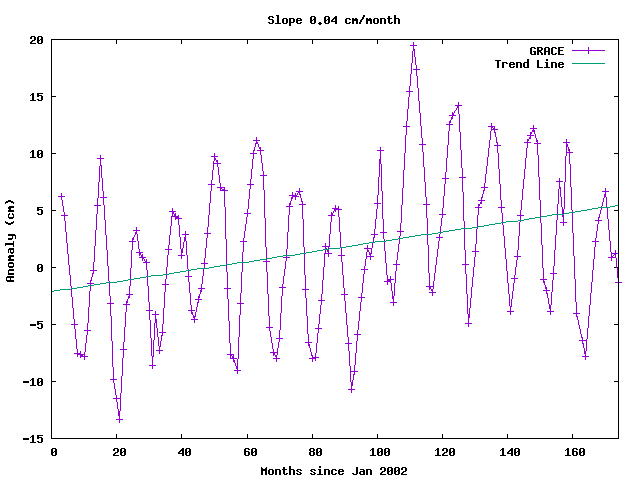 Slope 0.04 cm/month
GRACE
Trend Line
20
15
10
5
0
-5
-10
-15
Anomaly (cm)
0 20 40 60 80 100 120 140 160
Months since Jan 2002